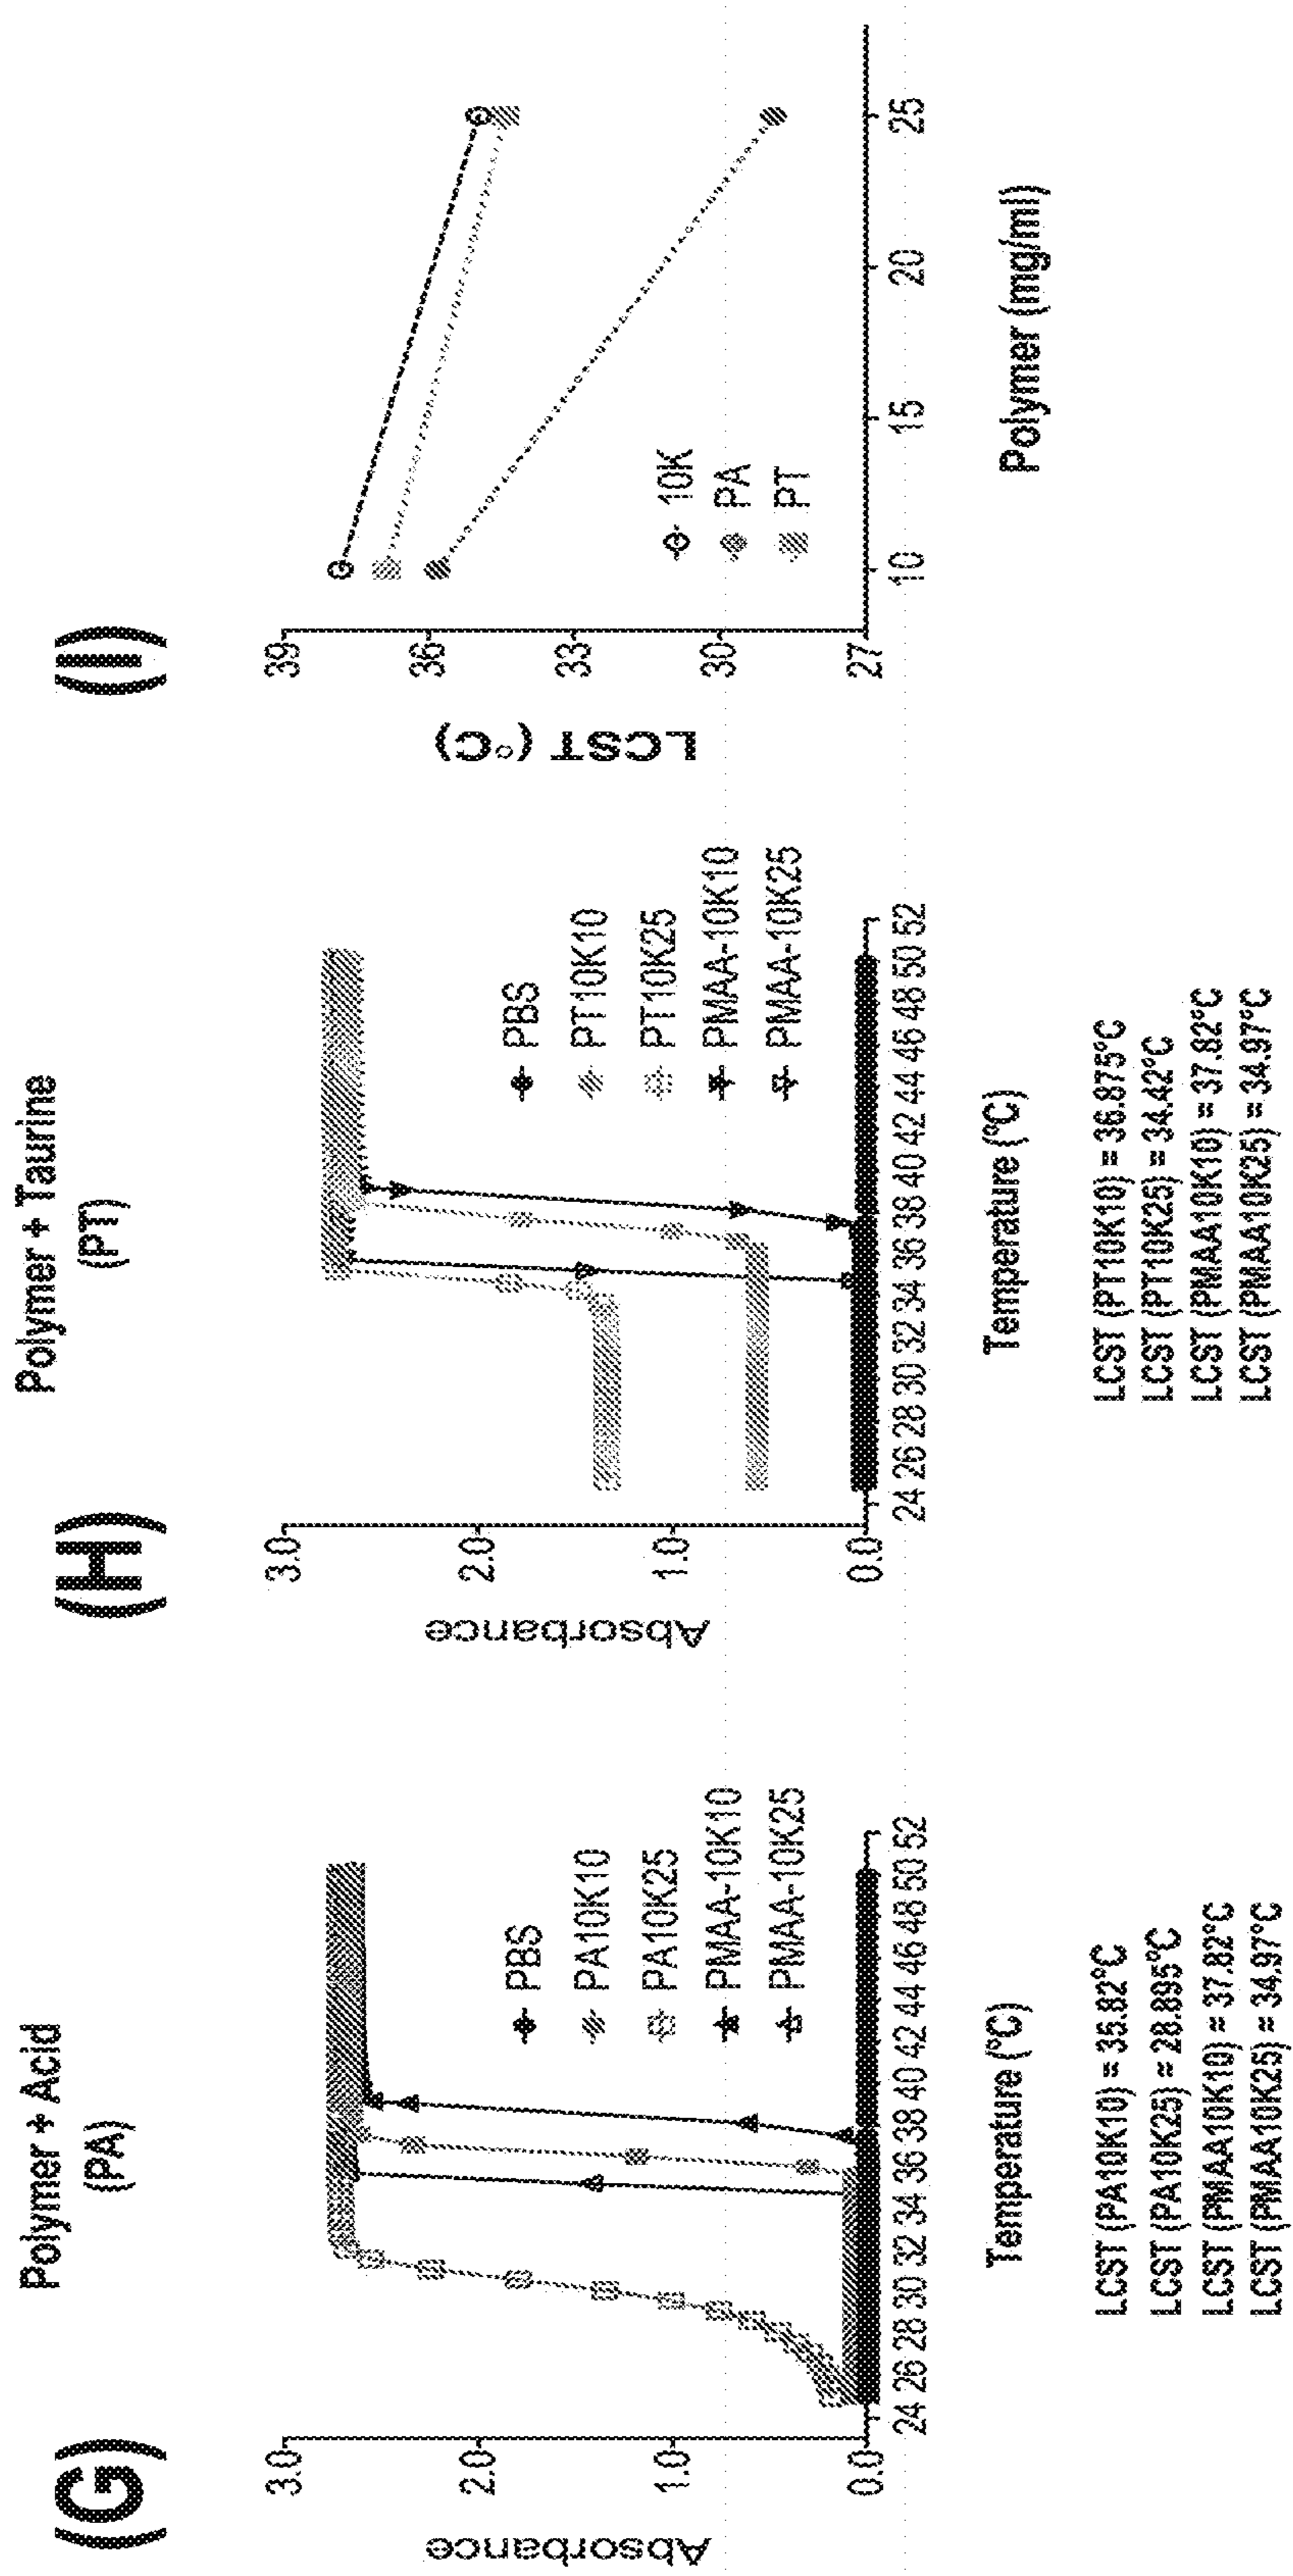 (G)
Polymer + Acid
(PA)
Absorbance
3.0
2.0
1.0
0.0
PBS
PA10K10
PA10K25
PMAA-10K10
PMAA-10K25
24 26 28 30 32 34 36 38 40 42 44 46 48 50 52
Temperature (°C)
LCST (PA10K10) = 35.82°C
LCST (PA10K25) = 28.895°C
LCST (PMAA10K10) = 37.82°C
LCST (PMAA10K25) = 34.97°C
(H)
Polymer + Taurine
(PT)
Absorbance
3.0
2.0
1.0
0.0
PBS
PT10K10
PT10K25
PMAA-10K10
PMAA-10K25
24 26 28 30 32 34 36 38 40 42 44 46 48 50 52
Temperature (°C)
LCST (PT10K10) = 36.875°C
LCST (PT10K25) = 34.42°C
LCST (PMAA10K10) = 37.82°C
LCST (PMAA10K25) = 34.97°C
(I)
LCST (°C)
39
36
33
30
27
10K
PA
PT
10 15 20 25
Polymer (mg/ml)